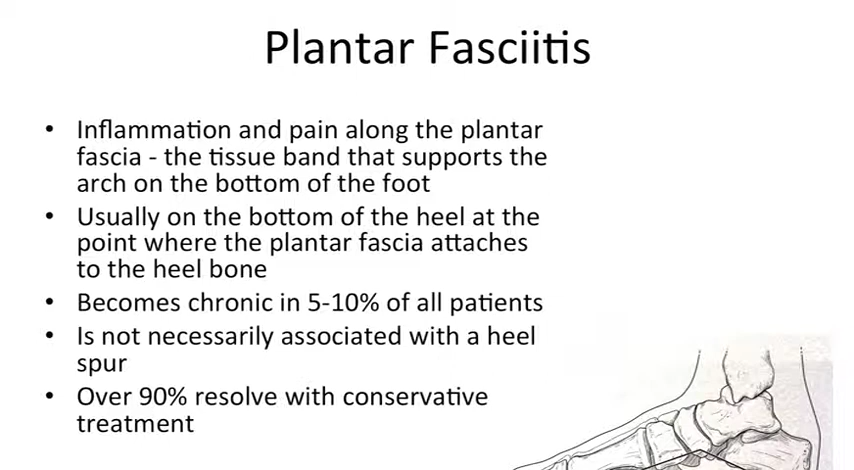 Plantar Fasciitis
• Inflammation and pain along the plantar
fascia - the tissue band that supports the
arch on the bottom of the foot
• Usually on the bottom of the heel at the
point where the plantar fascia attaches
to the heel bone
• Becomes chronic in 5-10% of all patients
• Is not necessarily associated with a heel
spur
• Over 90% resolve with conservative
treatment